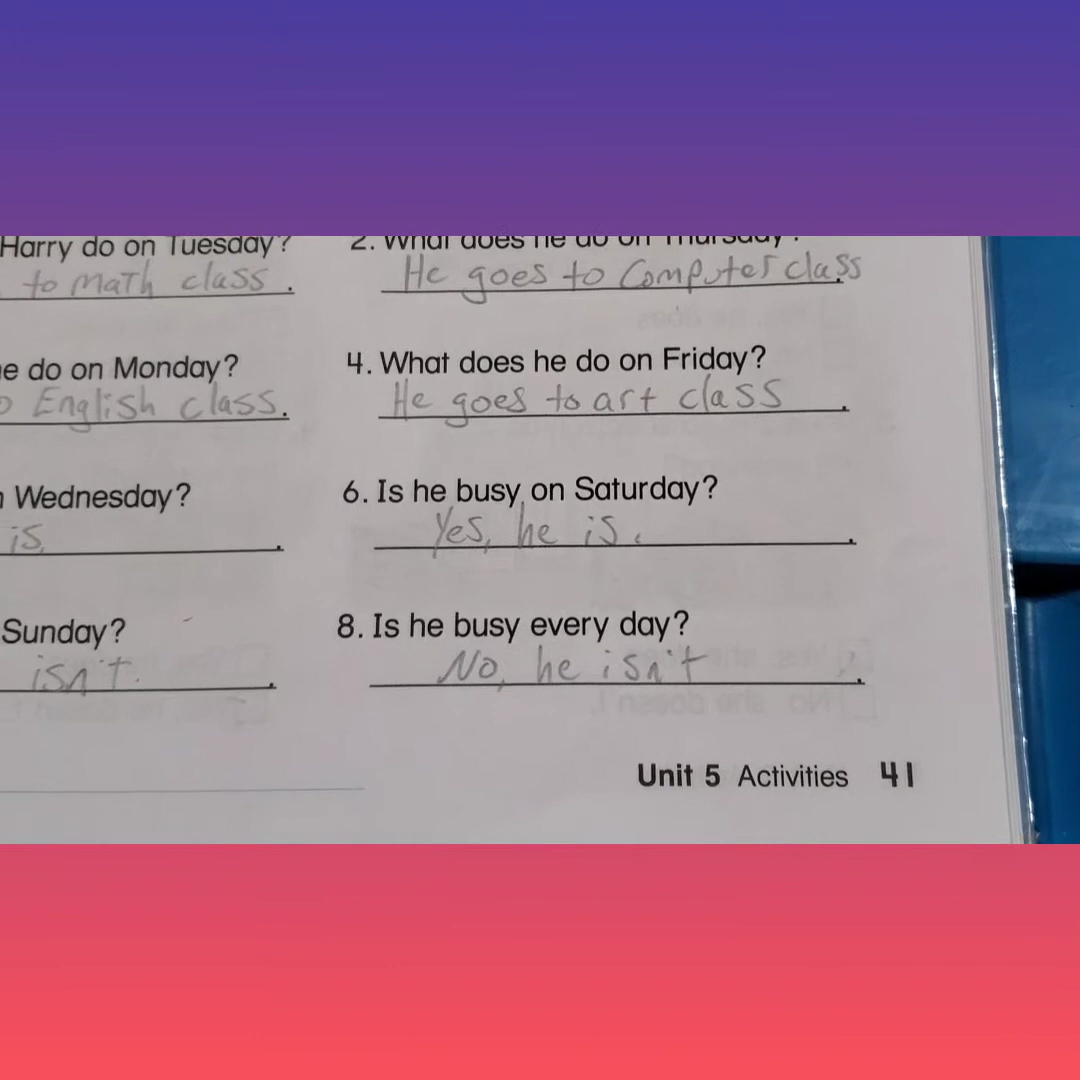 Harry do on Tuesday? 2. What does he do on Thursday?
to math class. He goes to Computer class.
e do on Monday? 4. What does he do on Friday?
English class. He goes to art class.
Wednesday? 6. Is he busy on Saturday?
is. Yes, he is.
Sunday? 8. Is he busy every day?
isn't. No, he isn't.
Unit 5 Activities 41